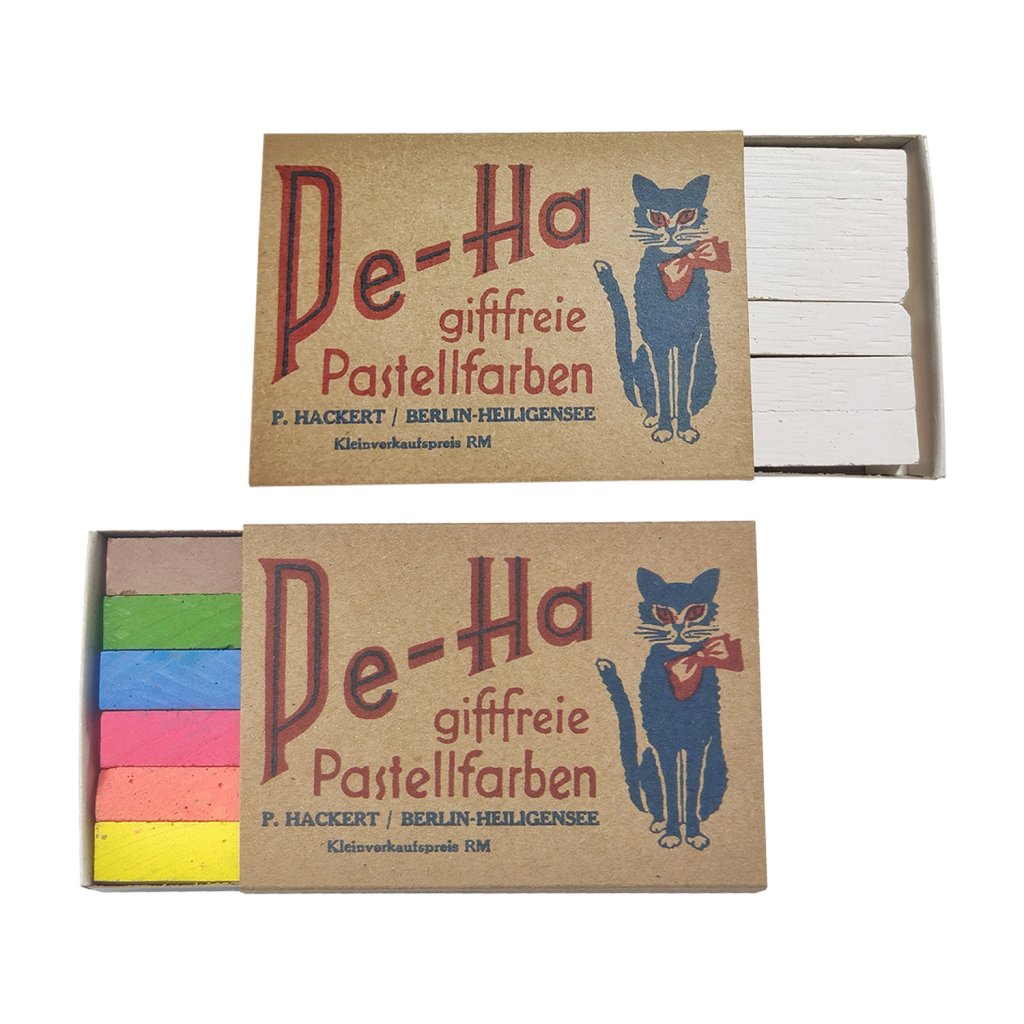 Pe-Ha
giftfreie
Pastellfarben
P. HACKERT / BERLIN-HEILIGENSEE
Kleinverkaufspreis RM
Pe-Ha
giftfreie
Pastellfarben
P. HACKERT / BERLIN-HEILIGENSEE
Kleinverkaufspreis RM